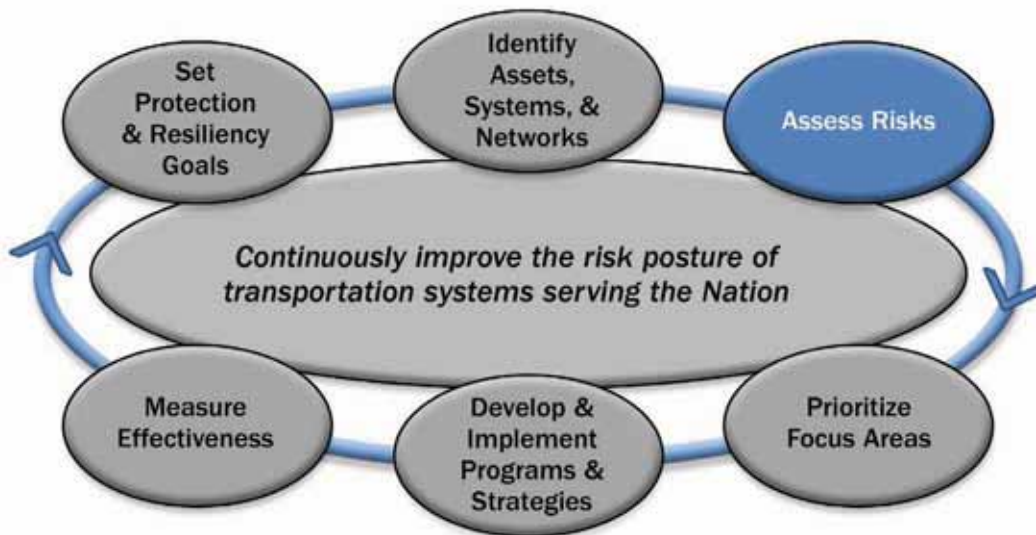 Set
Protection
& Resiliency
Goals
Identify
Assets,
Systems, &
Networks
Assess Risks
Continuously improve the risk posture of
transportation systems serving the Nation
Measure
Effectiveness
Develop &
Implement
Programs &
Strategies
Prioritize
Focus Areas